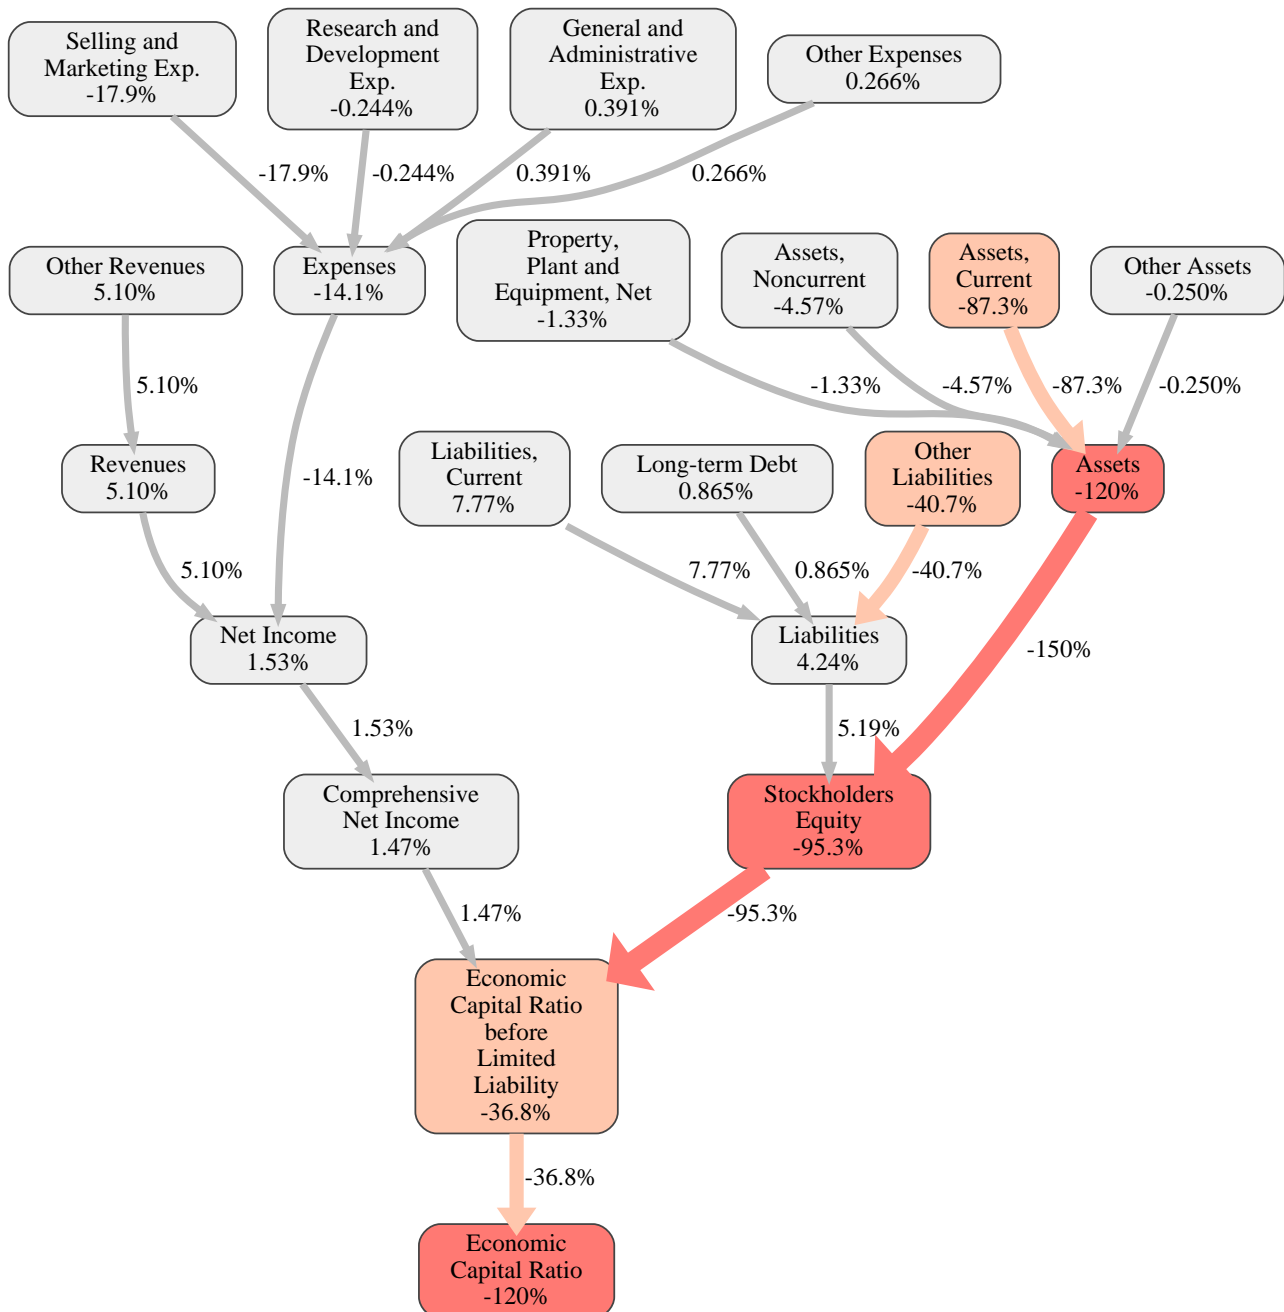 Selling and
Marketing Exp.
-17.9%
Research and
Development
Exp.
-0.244%
General and
Administrative
Exp.
0.391%
Other Expenses
0.266%
-17.9%
-0.244%
0.391%
0.266%
Other Revenues
5.10%
Expenses
-14.1%
Property,
Plant and
Equipment, Net
-1.33%
Assets,
Noncurrent
-4.57%
Assets,
Current
-87.3%
Other Assets
-0.250%
5.10%
-1.33%
-4.57%
-87.3%
-0.250%
Revenues
5.10%
-14.1%
Liabilities,
Current
7.77%
Long-term Debt
0.865%
Other
Liabilities
-40.7%
Assets
-120%
5.10%
7.77%
0.865%
-40.7%
Net Income
1.53%
Liabilities
4.24%
-150%
1.53%
5.19%
Comprehensive
Net Income
1.47%
Stockholders
Equity
-95.3%
1.47%
-95.3%
Economic
Capital Ratio
before
Limited
Liability
-36.8%
-36.8%
Economic
Capital Ratio
-120%